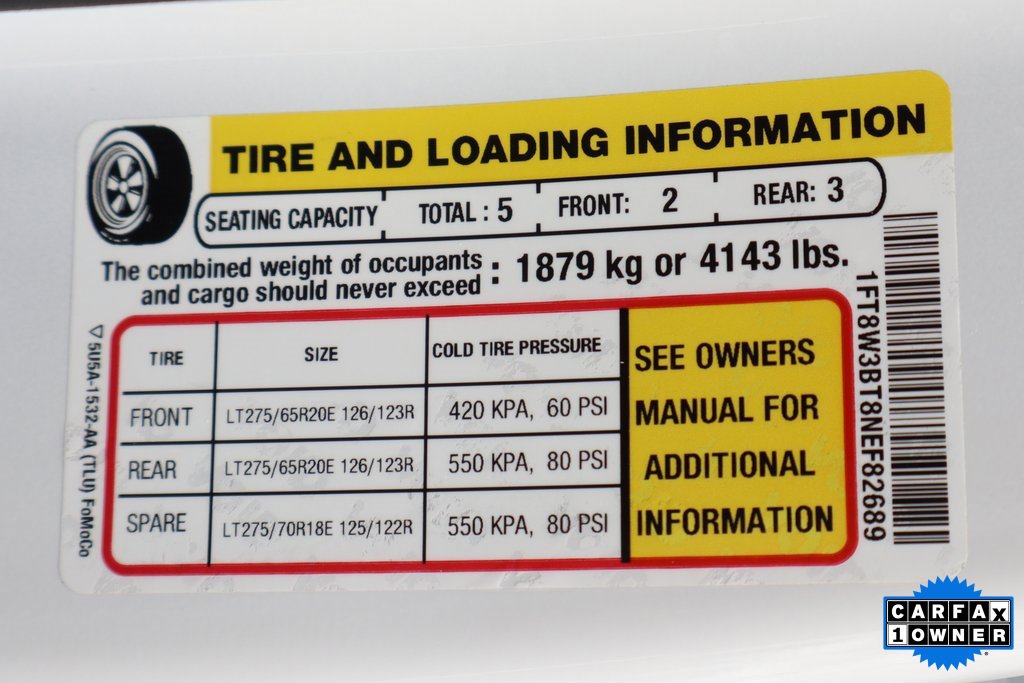 TIRE AND LOADING INFORMATION
SEATING CAPACITY TOTAL : 5 FRONT: 2 REAR: 3
The combined weight of occupants
and cargo should never exceed : 1879 kg or 4143 lbs.
TIRE SIZE COLD TIRE PRESSURE
FRONT LT275/65R20E 126/123R 420 KPA, 60 PSI
REAR LT275/65R20E 126/123R 550 KPA, 80 PSI
SPARE LT275/70R18E 125/122R 550 KPA, 80 PSI
SEE OWNERS
MANUAL FOR
ADDITIONAL
INFORMATION
1FT8W3BT8NEF82689
5U5A-1532-AA (TLU) FoMoCo
CARFAX
1 OWNER